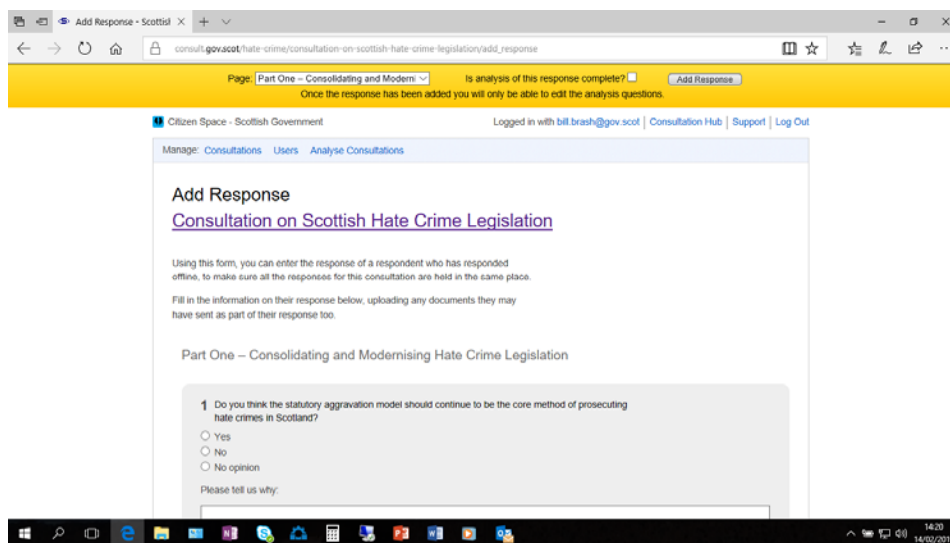 Add Response - Scottisl
consult.gov.scot/hate-crime/consultation-on-scottish-hate-crime-legislation/add_response
Page: Part One – Consolidating and Moderni Is analysis of this response complete? Add Response
Once the response has been added you will only be able to edit the analysis questions.
Citizen Space - Scottish Government Logged in with bill.brash@gov.scot | Consultation Hub | Support | Log Out
Manage: Consultations Users Analyse Consultations
Add Response
Consultation on Scottish Hate Crime Legislation
Using this form, you can enter the response of a respondent who has responded
offline, to make sure all the responses for this consultation are held in the same place.
Fill in the information on their response below, uploading any documents they may
have sent as part of their response too.
Part One – Consolidating and Modernising Hate Crime Legislation
1 Do you think the statutory aggravation model should continue to be the core method of prosecuting
hate crimes in Scotland?
Yes
No
No opinion
Please tell us why:
14:20
14/02/201